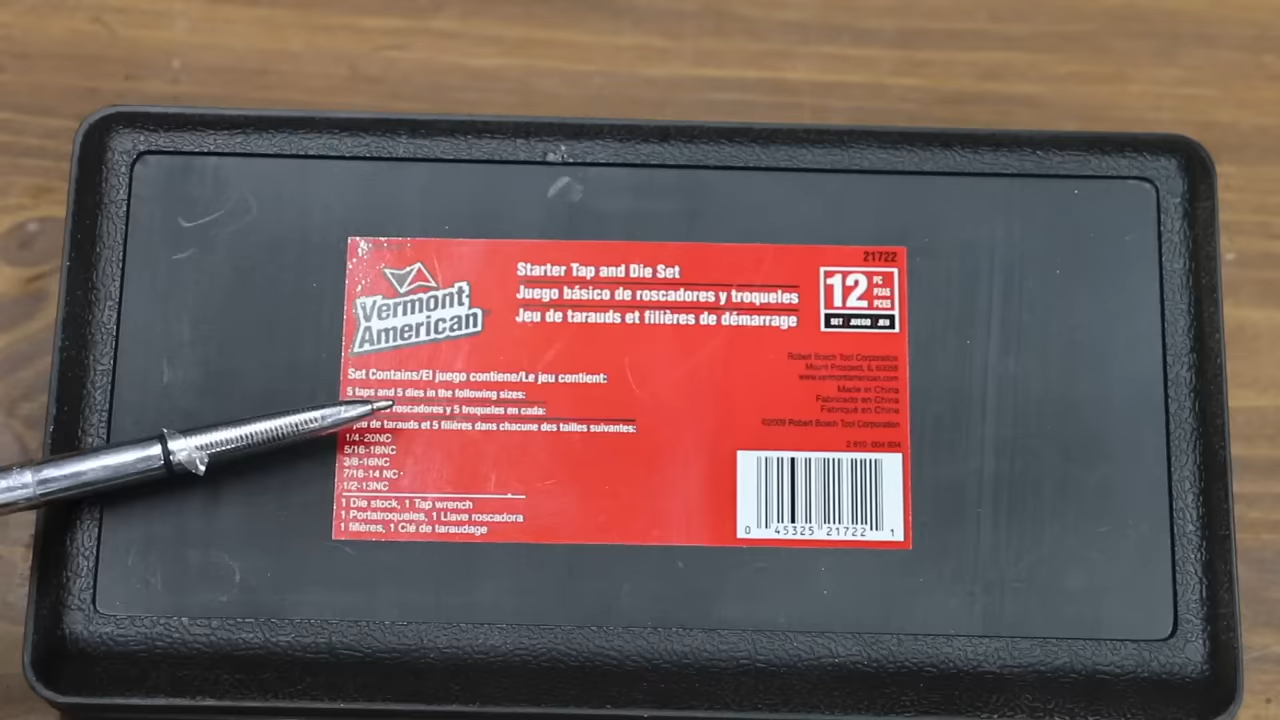 21722
Vermont
American
Starter Tap and Die Set
Juego básico de roscadores y troqueles
Jeu de tarauds et filières de démarrage
12 PC
PZAS
PCES
SET JUEGO JEU
Robert Bosch Tool Corporation
Mount Prospect, IL 60056
www.vermontamerican.com
Made in China
Fabricado en China
Fabriqué en Chine
©2009 Robert Bosch Tool Corporation
2 610 004 804
Set Contains/El juego contiene/Le jeu contient:
5 taps and 5 dies in the following sizes:
roscadores y 5 troqueles en cada:
Jeu de tarauds et 5 filières dans chacune des tailles suivantes:
1/4-20NC
5/16-18NC
3/8-16NC
7/16-14 NC
1/2-13NC
1 Die stock, 1 Tap wrench
1 Portatroqueles, 1 Llave roscadora
1 filières, 1 Clé de taraudage
0 45325 21722 1